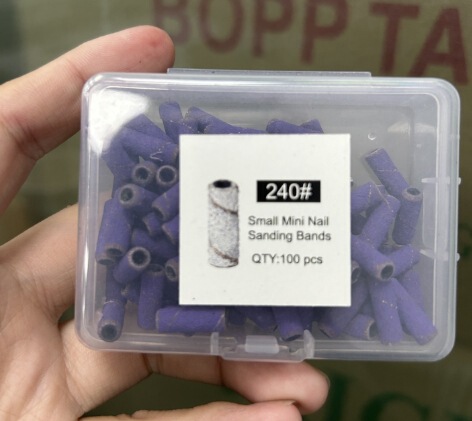 BOPP TA
240#
Small Mini Nail
Sanding Bands
QTY:100 pcs